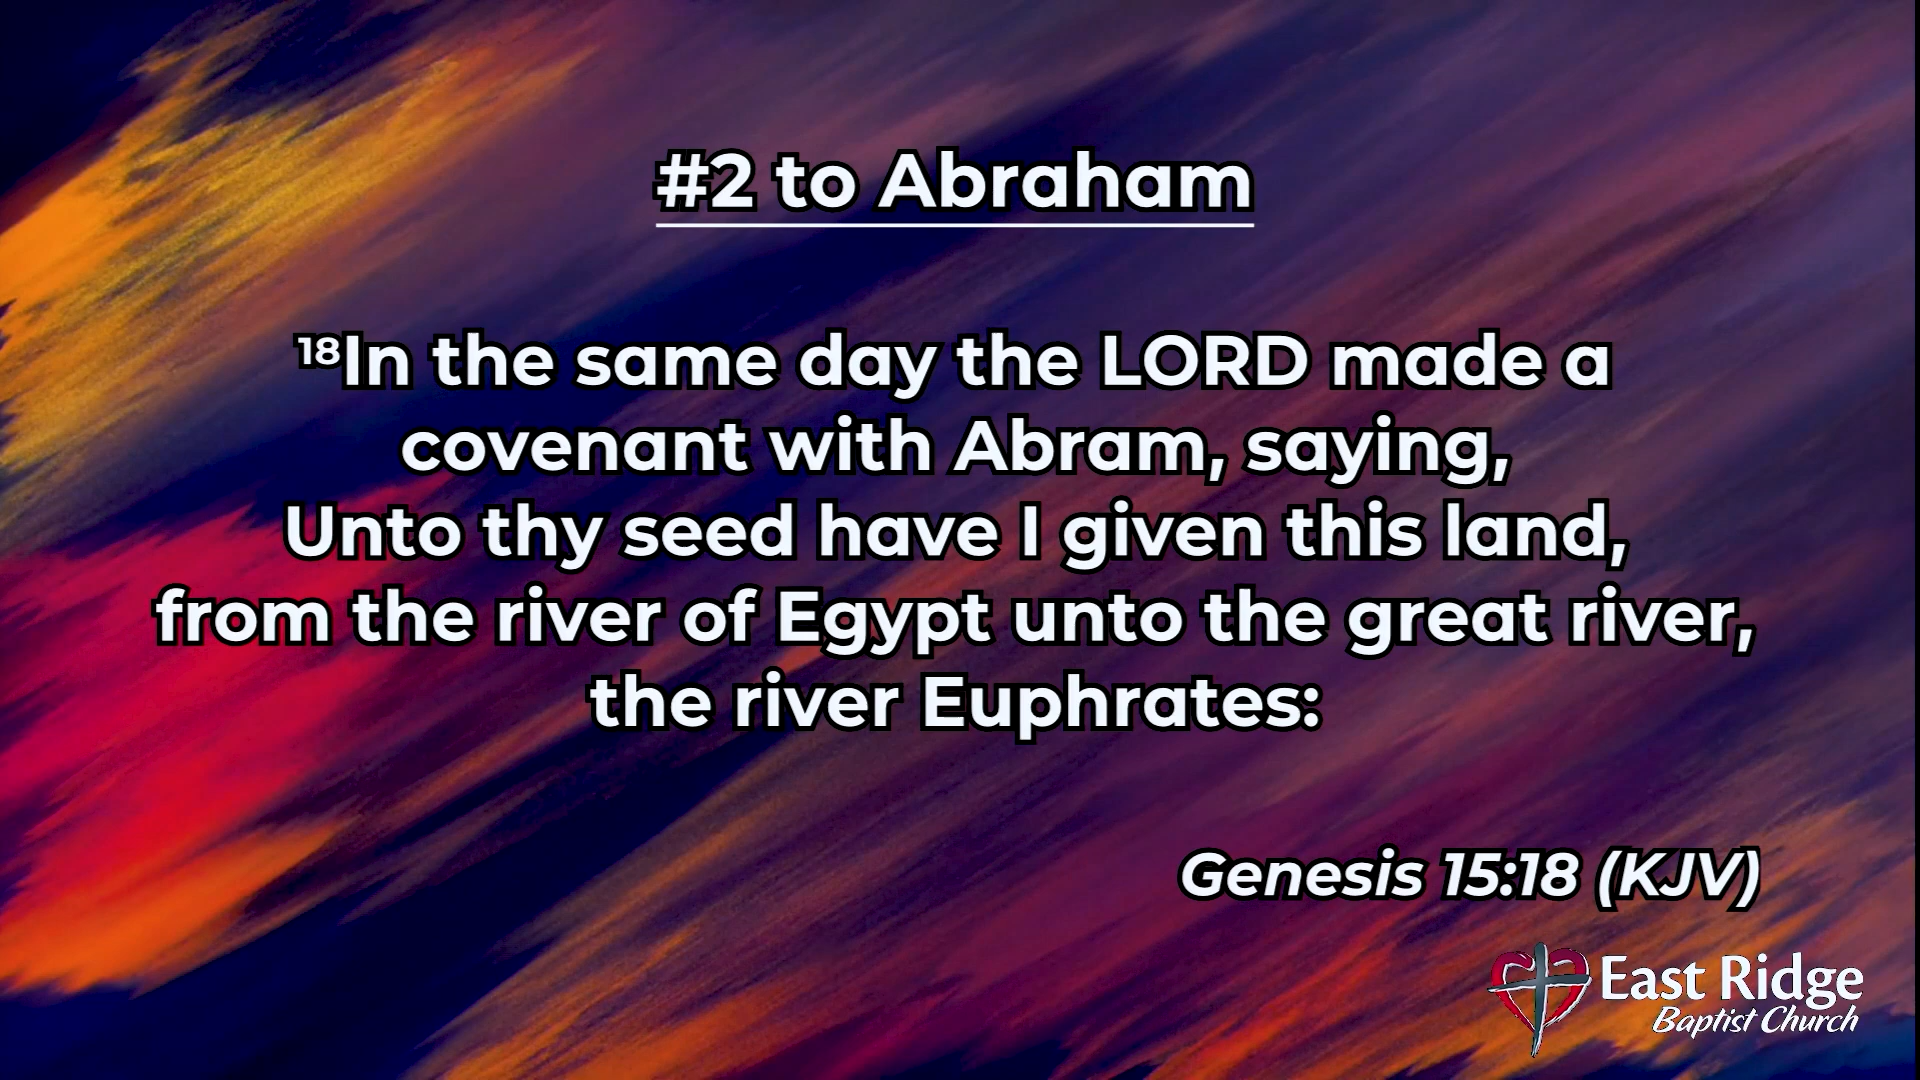 #2 to Abraham
¹⁸In the same day the LORD made a
covenant with Abram, saying,
Unto thy seed have I given this land,
from the river of Egypt unto the great river,
the river Euphrates:
Genesis 15:18 (KJV)
East Ridge
Baptist Church